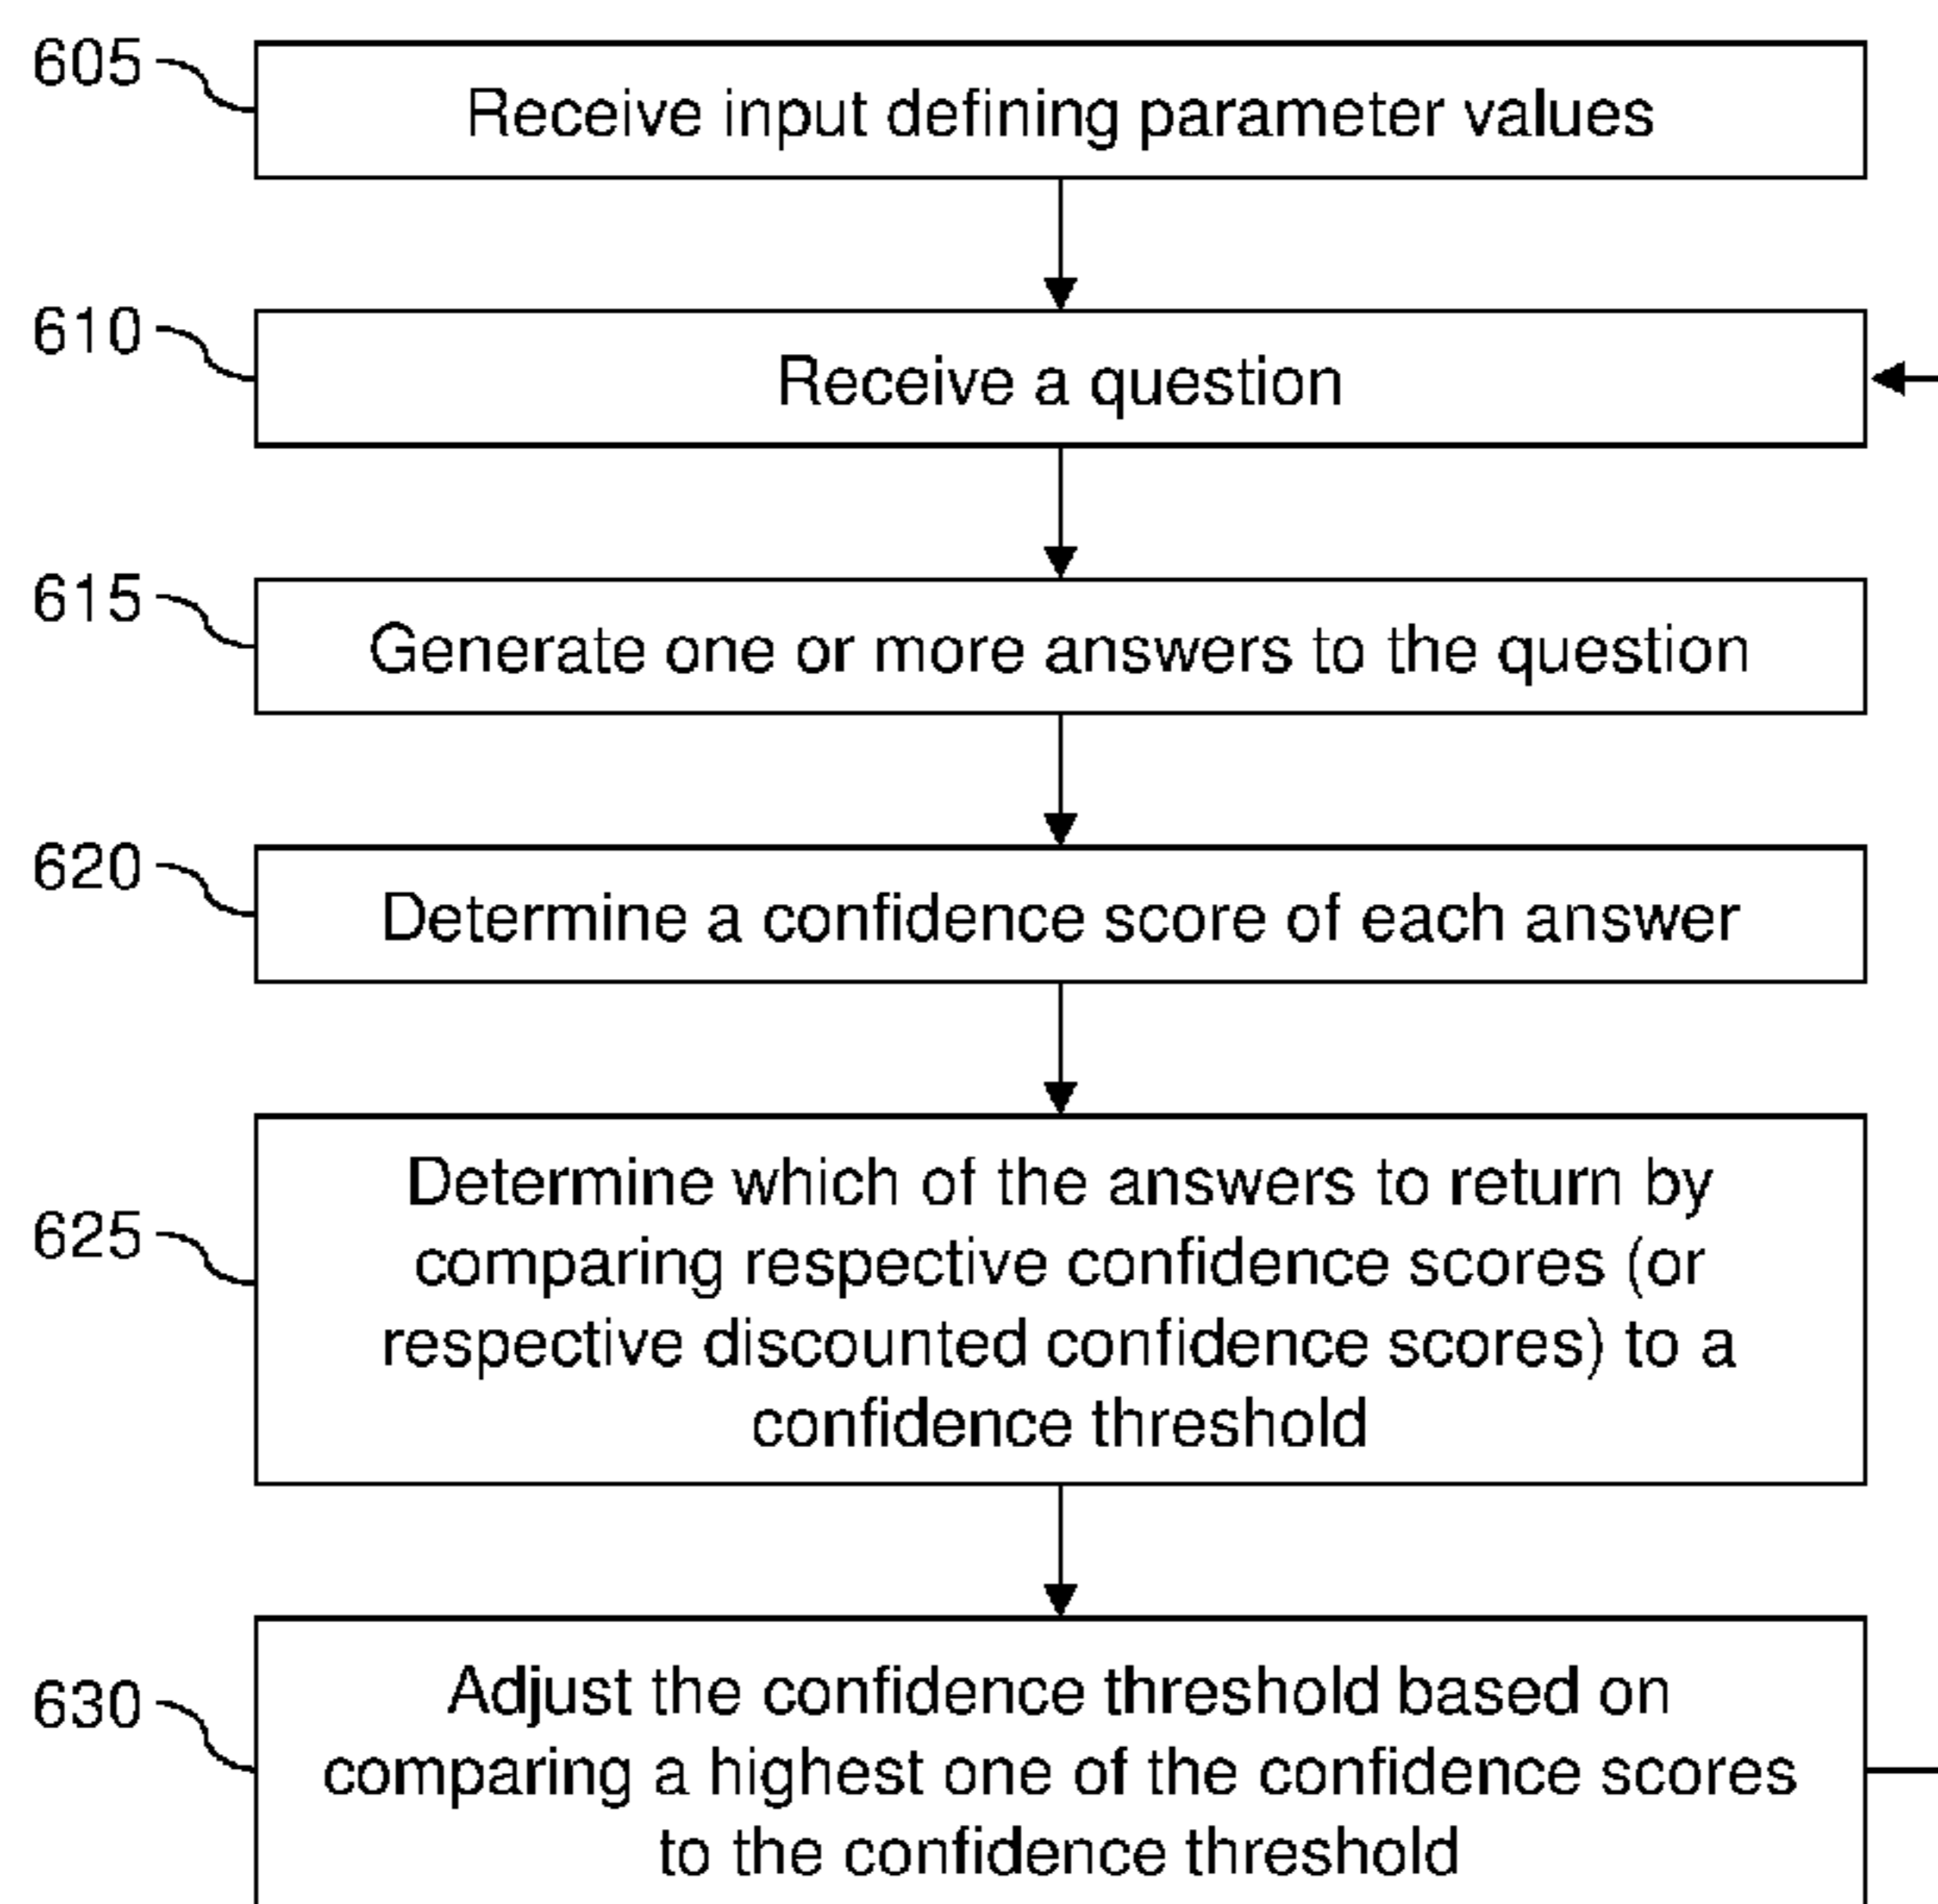 605
Receive input defining parameter values
610
Receive a question
615
Generate one or more answers to the question
620
Determine a confidence score of each answer
625
Determine which of the answers to return by
comparing respective confidence scores (or
respective discounted confidence scores) to a
confidence threshold
630
Adjust the confidence threshold based on
comparing a highest one of the confidence scores
to the confidence threshold